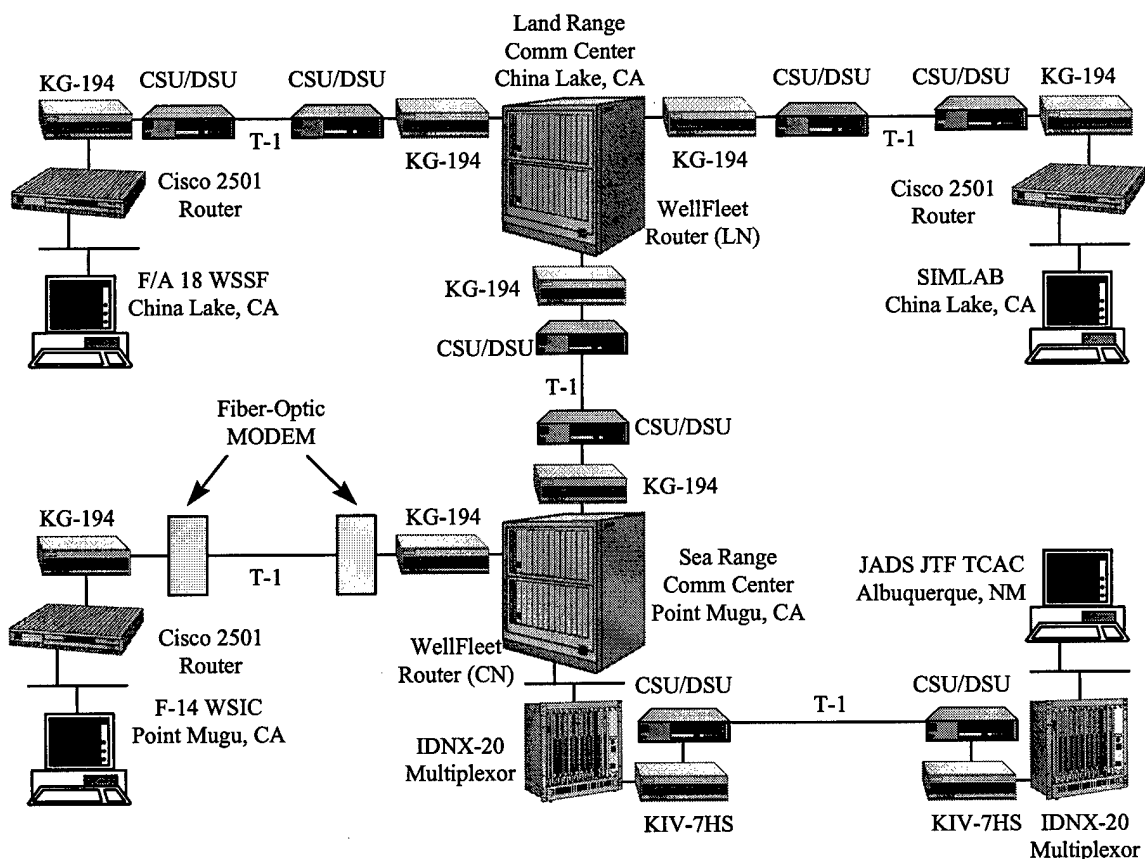 Land Range
Comm Center
China Lake, CA
KG-194
CSU/DSU
CSU/DSU
CSU/DSU
CSU/DSU
KG-194
T-1
KG-194
KG-194
T-1
Cisco 2501
Router
WellFleet
Router (LN)
Cisco 2501
Router
F/A 18 WSSF
China Lake, CA
KG-194
SIMLAB
China Lake, CA
CSU/DSU
T-1
Fiber-Optic
MODEM
CSU/DSU
KG-194
KG-194
KG-194
T-1
Sea Range
Comm Center
Point Mugu, CA
JADS JTF TCAC
Albuquerque, NM
Cisco 2501
Router
WellFleet
Router (CN)
F-14 WSIC
Point Mugu, CA
CSU/DSU
T-1
CSU/DSU
IDNX-20
Multiplexor
KIV-7HS
KIV-7HS
IDNX-20
Multiplexor